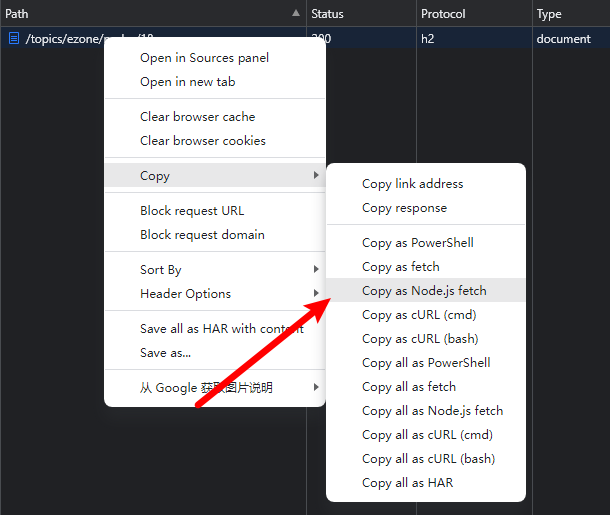 Path Status Protocol Type
/topics/ezone/ 200 h2 document
Open in Sources panel
Open in new tab
Clear browser cache
Clear browser cookies
Copy
Block request URL
Block request domain
Sort By
Header Options
Save all as HAR with content
Save as...
从 Google 获取图片说明
Copy link address
Copy response
Copy as PowerShell
Copy as fetch
Copy as Node.js fetch
Copy as cURL (cmd)
Copy as cURL (bash)
Copy all as PowerShell
Copy all as fetch
Copy all as Node.js fetch
Copy all as cURL (cmd)
Copy all as cURL (bash)
Copy all as HAR